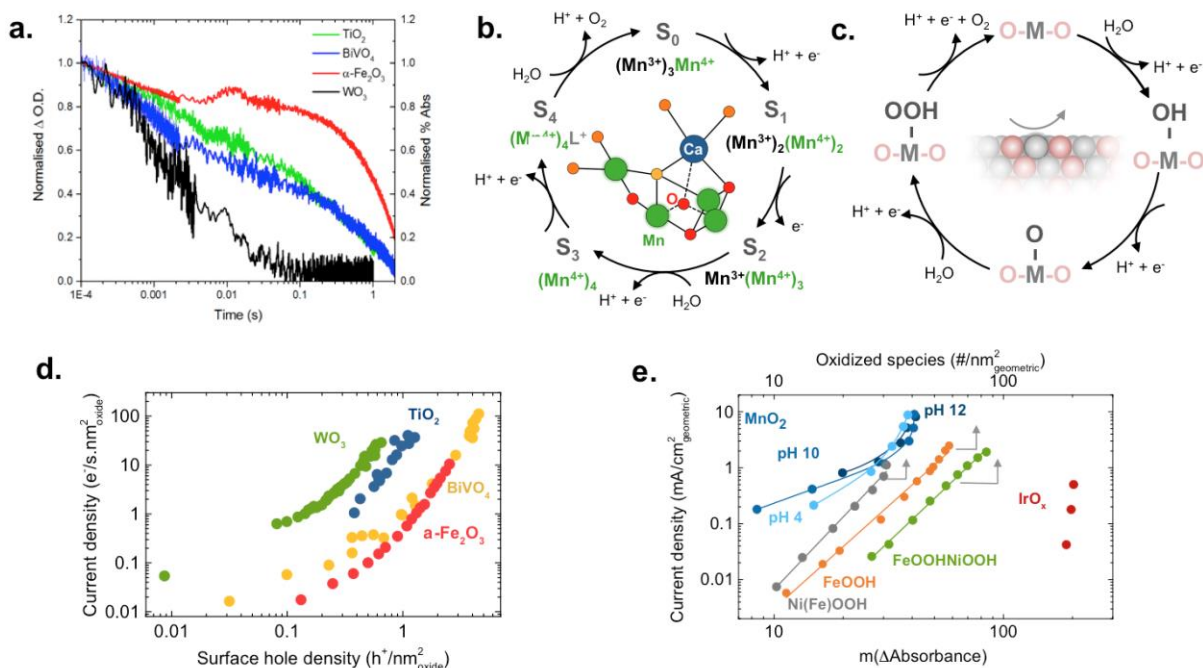 a.
Normalised Δ O.D.
1.2
1.0
0.8
0.6
0.4
0.2
0.0
1E-4
0.001
0.01
0.1
1
Time (s)
TiO2
BiVO4
α-Fe2O3
WO3
1.2
1.0
0.8
0.6
0.4
0.2
0.0
Normalised % Abs
b.
H+ + O2
S0
(Mn3+)3Mn4+
H+ + e-
H2O
S4
S1
(Mn3+)2(Mn4+)2
Ca
O
Mn
H+ + e-
e-
S3
(Mn4+)4
S2
Mn3+(Mn4+)3
H+ + e-
H2O
c.
H+ + e- + O2
O-M-O
H2O
H+ + e-
OOH
O-M-O
OH
O-M-O
H+ + e-
H2O
O
O-M-O
H+ + e-
d.
Current density (e-/s.nm2oxide)
100
10
1
0.1
0.01
WO3
TiO2
BiVO4
a-Fe2O3
0.01
0.1
1
Surface hole density (h+/nm2oxide)
e.
Oxidized species (#/nm2geometric)
10
100
Current density (mA/cm2geometric)
10
1
0.1
0.01
MnO2
pH 12
pH 10
pH 4
IrOx
FeOOHNiOOH
FeOOH
Ni(Fe)OOH
10
100
m(ΔAbsorbance)